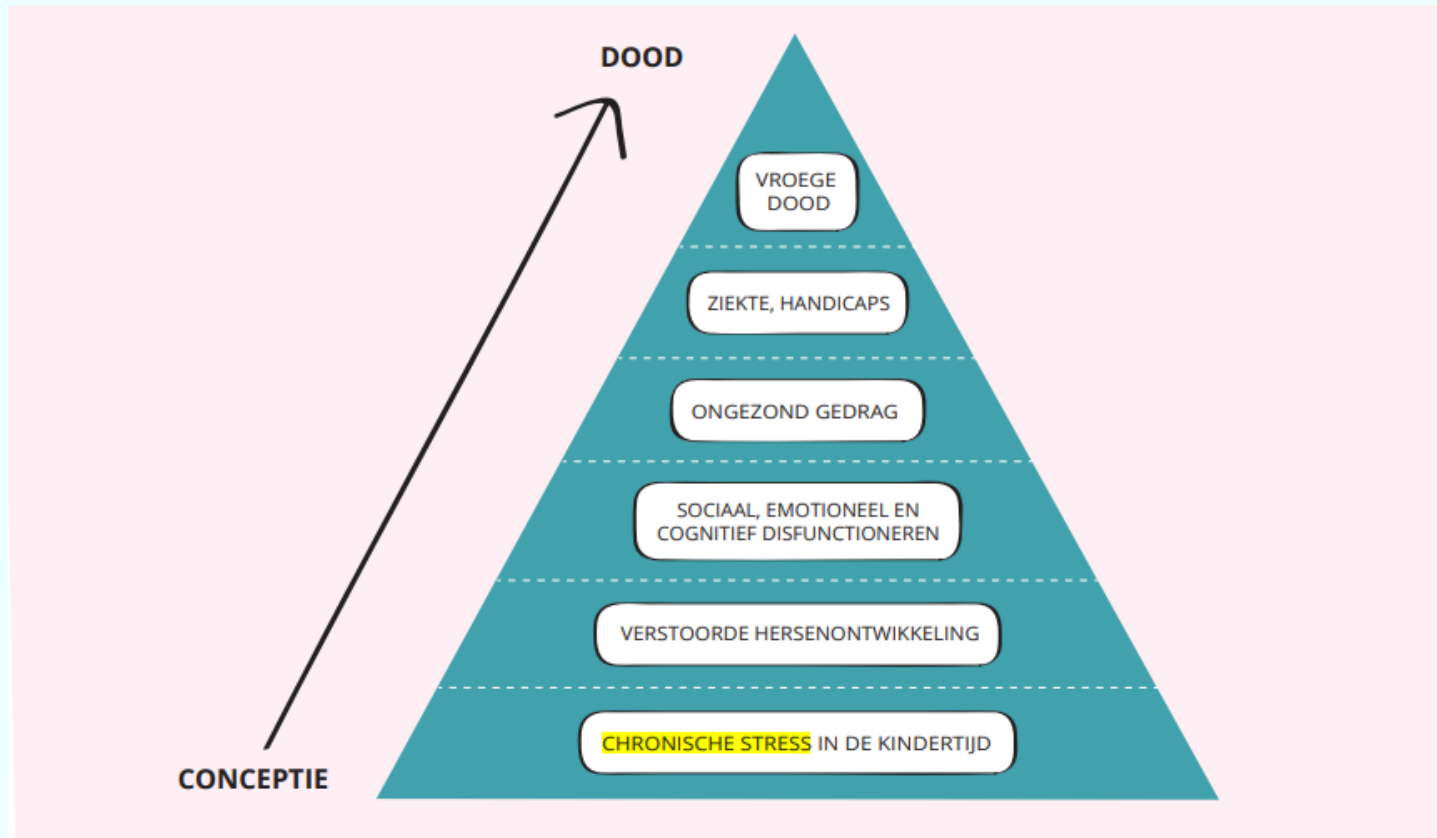 DOOD
VROEGE
DOOD
ZIEKTE, HANDICAPS
ONGEZOND GEDRAG
SOCIAAL, EMOTIONEEL EN
COGNITIEF DISFUNCTIONEREN
VERSTOORDE HERSENONTWIKKELING
CHRONISCHE STRESS IN DE KINDERTIJD
CONCEPTIE